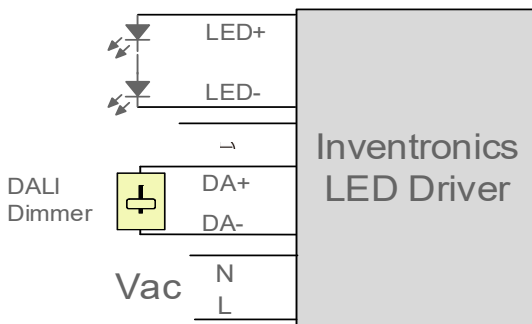 LED+
LED-
DA+
DA-
DALI
Dimmer
Vac
N
L
Inventronics
LED Driver